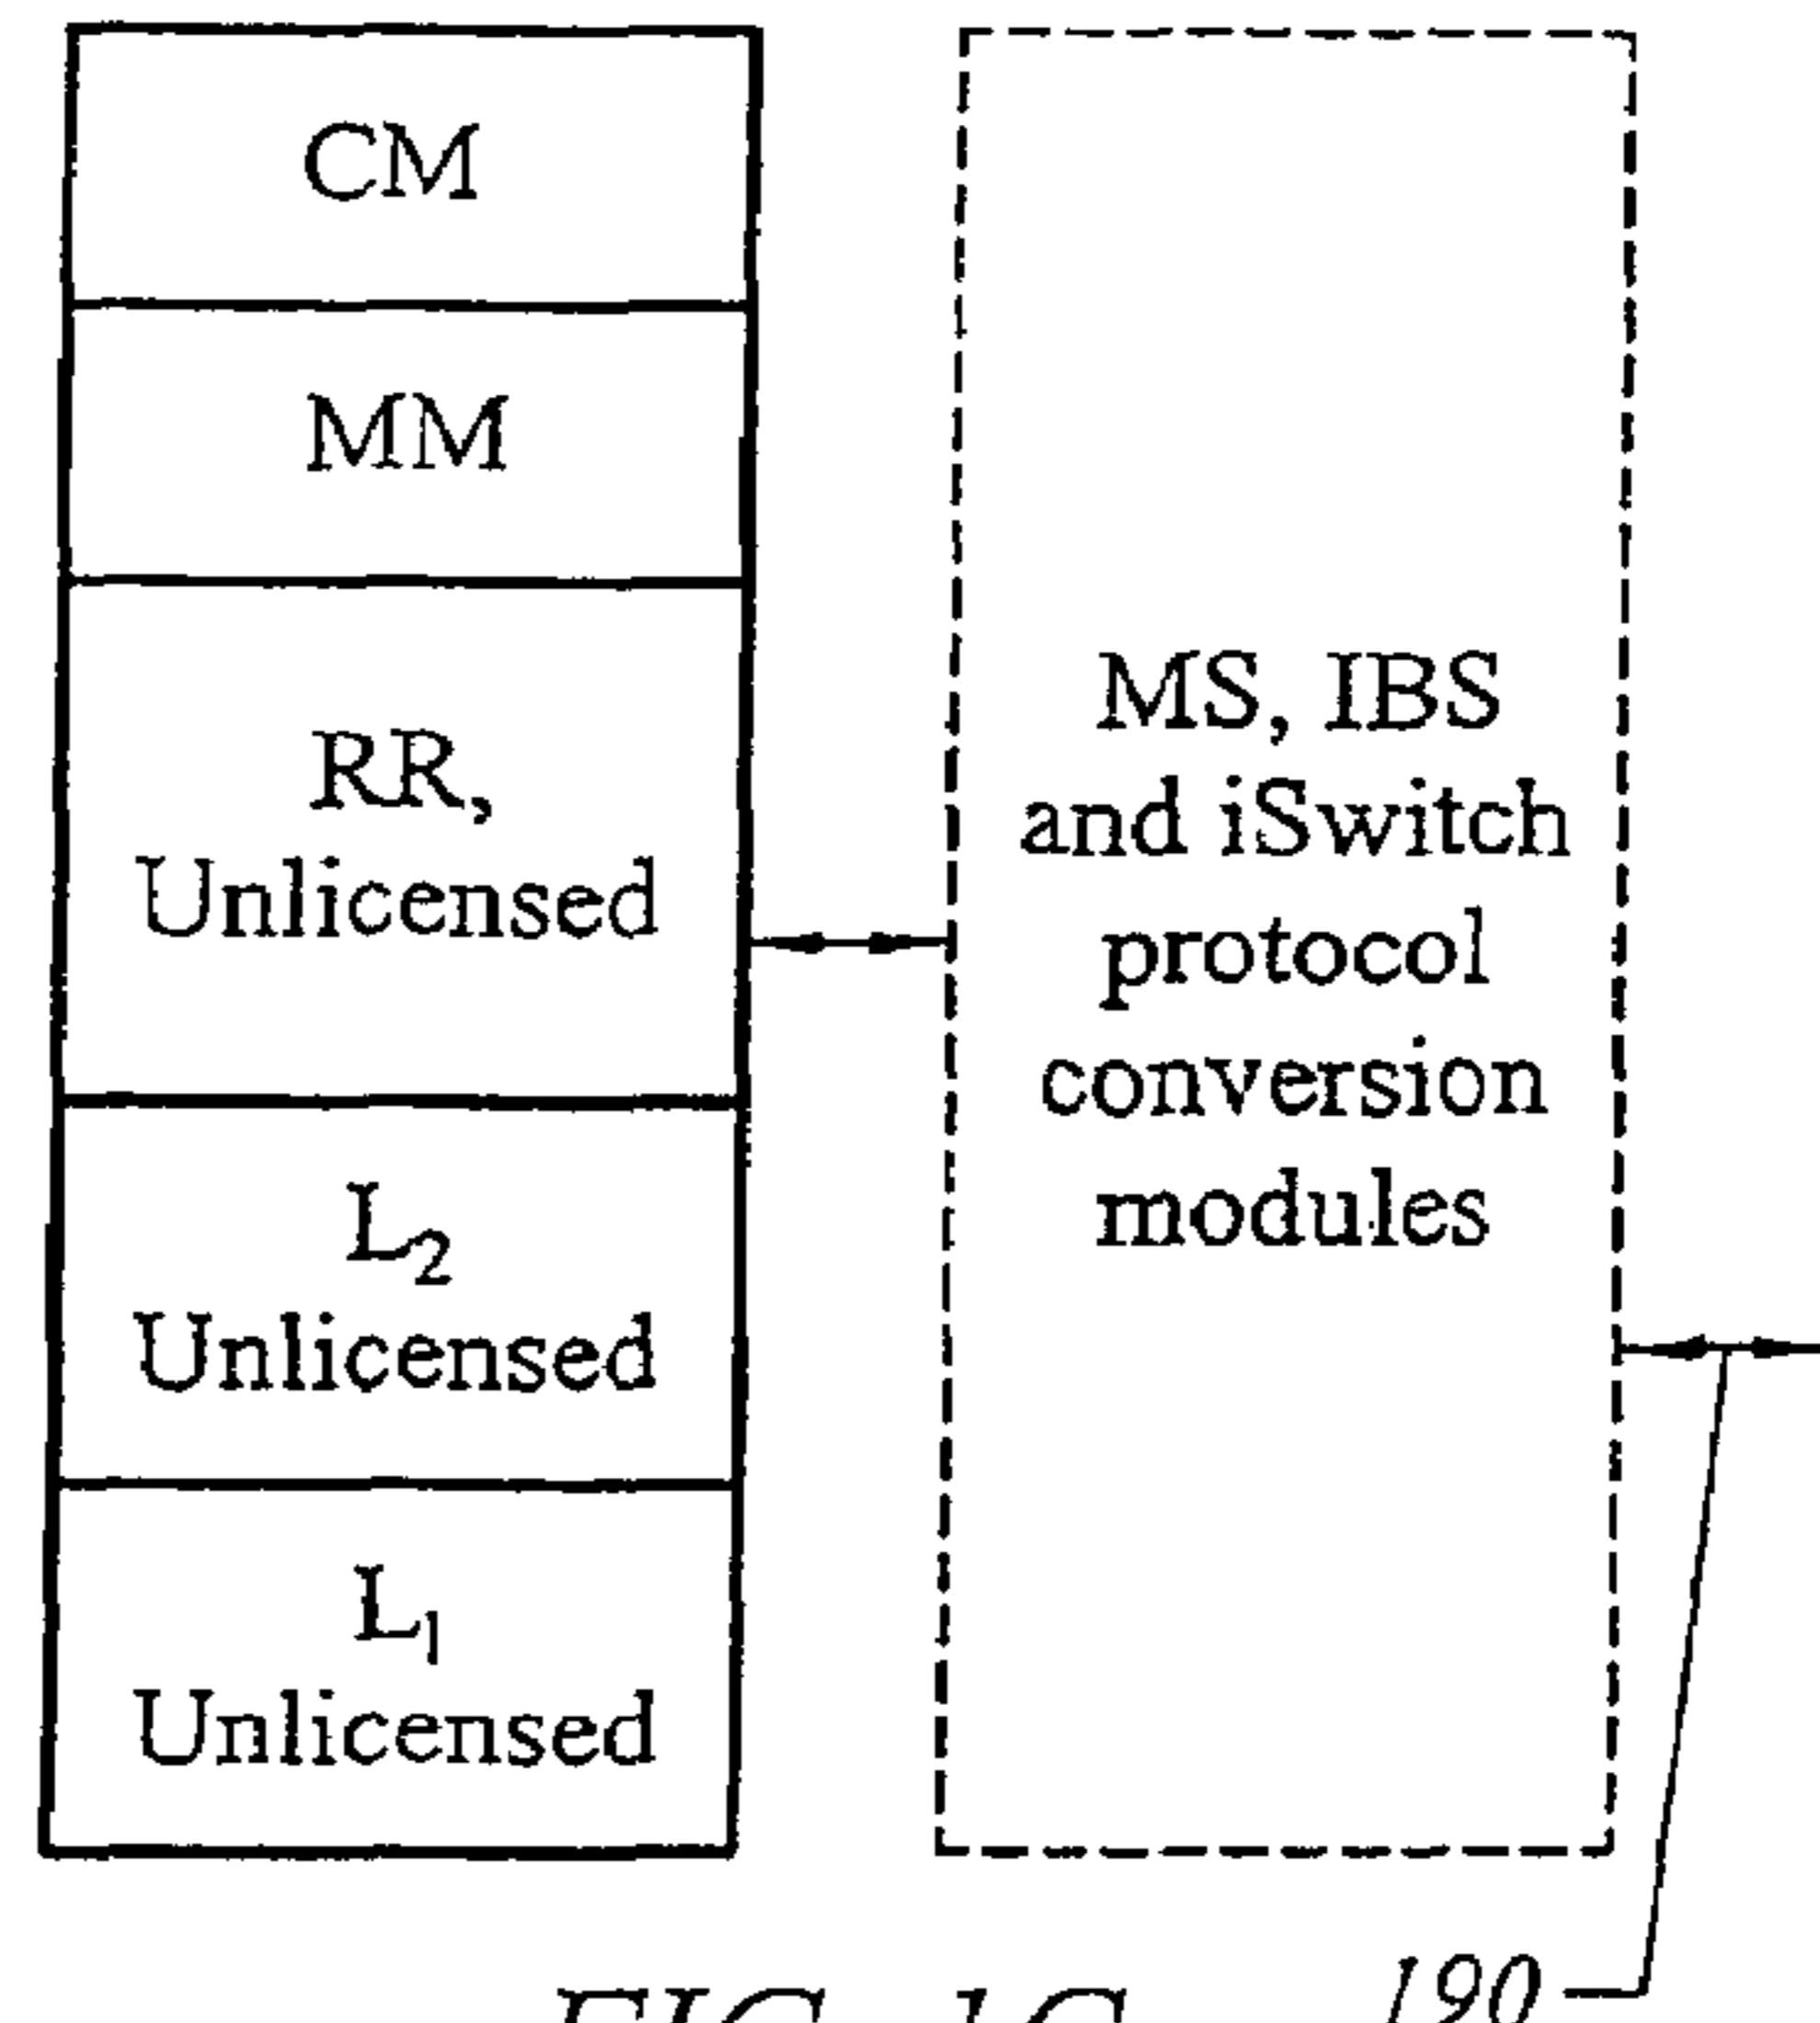 CM
MM
RR,
Unlicensed
L₂
Unlicensed
L₁
Unlicensed
MS, IBS
and iSwitch
protocol
conversion
modules
190